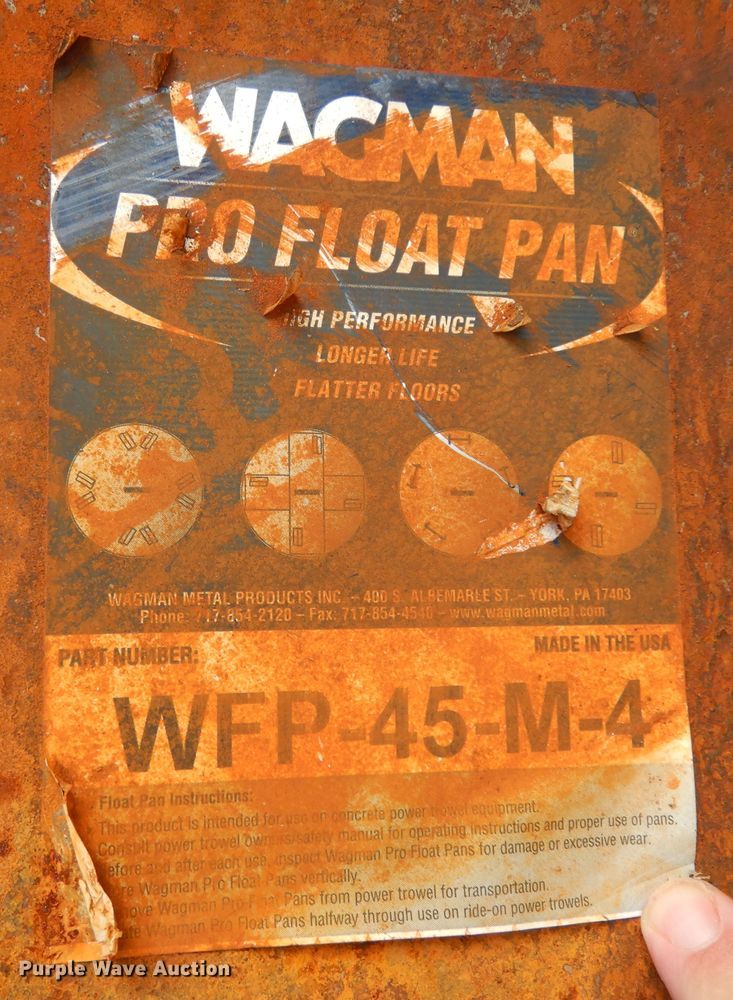 WAGMAN
PRO FLOAT PAN
HIGH PERFORMANCE
LONGER LIFE
FLATTER FLOORS
WAGMAN METAL PRODUCTS INC. – 400 S. ALBEMARLE ST. – YORK, PA 17403
Phone: 717-854-2120 – Fax: 717-854-4540 – www.wagmanmetal.com
PART NUMBER: MADE IN THE USA
WFP-45-M-4
Float Pan Instructions:
This product is intended for use on concrete power trowel equipment.
Consult power trowel owners/safety manual for operating instructions and proper use of pans.
efore and after each use, inspect Wagman Pro Float Pans for damage or excessive wear.
re Wagman Pro Float Pans vertically.
move Wagman Pro Float Pans from power trowel for transportation.
te Wagman Pro Float Pans halfway through use on ride-on power trowels.
Purple Wave Auction